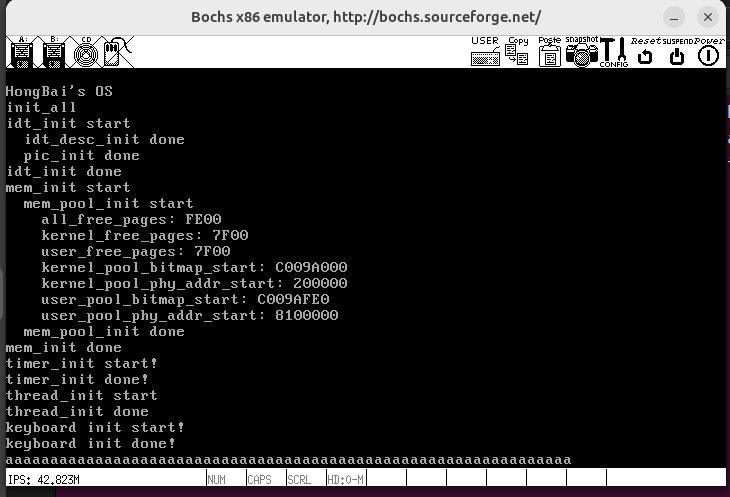 Bochs x86 emulator, http://bochs.sourceforge.net/
A:
B:
CD
USER
Copy
Paste
snapshot
CONFIG
Reset
SUSPEND
Power
HongBai's OS
init_all
idt_init start
idt_desc_init done
pic_init done
idt_init done
mem_init start
mem_pool_init start
all_free_pages: FE00
kernel_free_pages: 7F00
user_free_pages: 7F00
kernel_pool_bitmap_start: C009A000
kernel_pool_phy_addr_start: 200000
user_pool_bitmap_start: C009AFE0
user_pool_phy_addr_start: 8100000
mem_pool_init done
mem_init done
timer_init start!
timer_init done!
thread_init start
thread_init done
keyboard init start!
keyboard init done!
aaaaaaaaaaaaaaaaaaaaaaaaaaaaaaaaaaaaaaaaaaaaaaaaaaaaaaaaaaaaaaa
IPS: 42.823M
NUM
CAPS
SCRL
HD:0-M